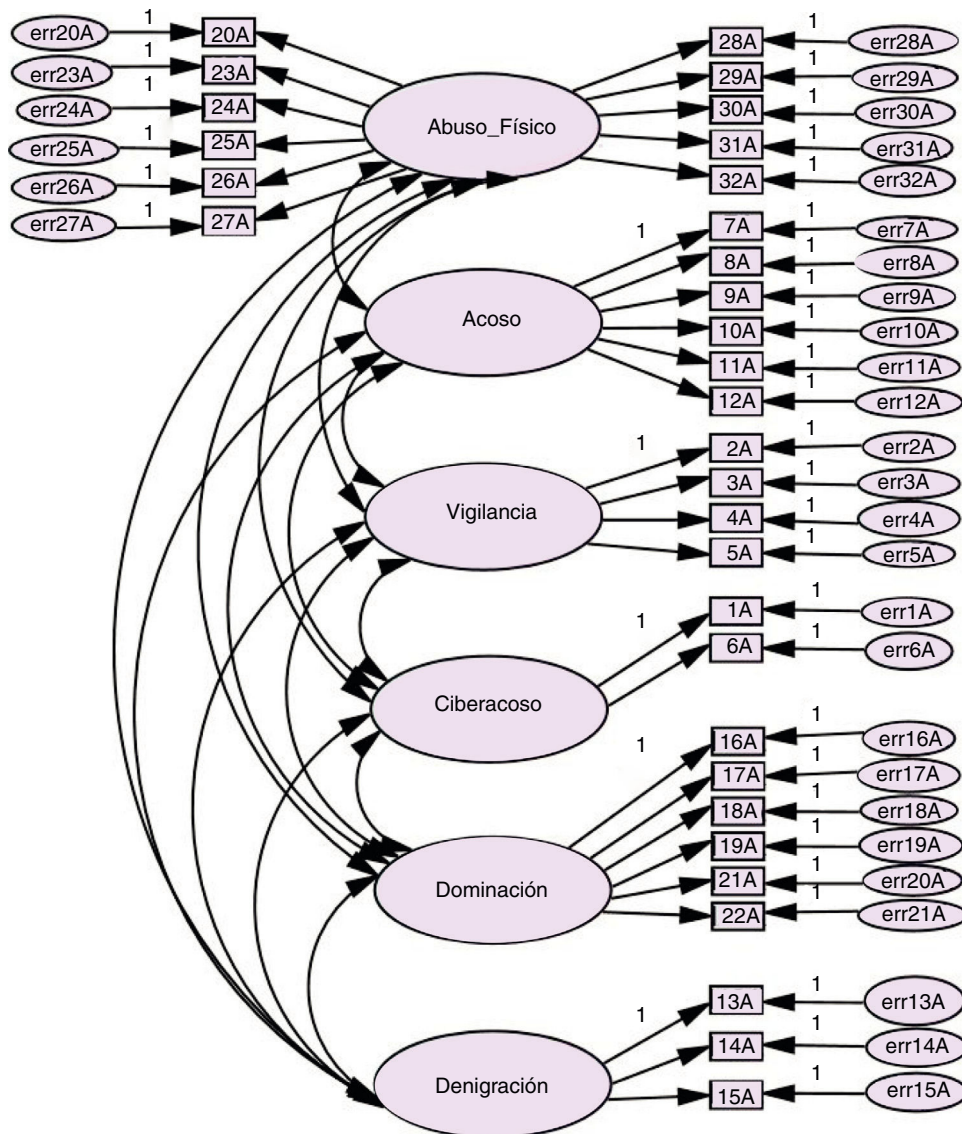 err20A 1 20A
err23A 1 23A
err24A 1 24A
err25A 1 25A
err26A 1 26A
err27A 1 27A
Abuso_Físico
28A 1 err28A
29A 1 err29A
30A 1 err30A
31A 1 err31A
32A 1 err32A
Acoso
1 7A 1 err7A
8A 1 err8A
9A 1 err9A
10A 1 err10A
11A 1 err11A
12A 1 err12A
Vigilancia
1 2A 1 err2A
3A 1 err3A
4A 1 err4A
5A 1 err5A
Ciberacoso
1 1A 1 err1A
6A 1 err6A
Dominación
1 16A 1 err16A
17A 1 err17A
18A 1 err18A
19A 1 err19A
21A 1 err20A
22A 1 err21A
Denigración
1 13A 1 err13A
14A 1 err14A
15A 1 err15A